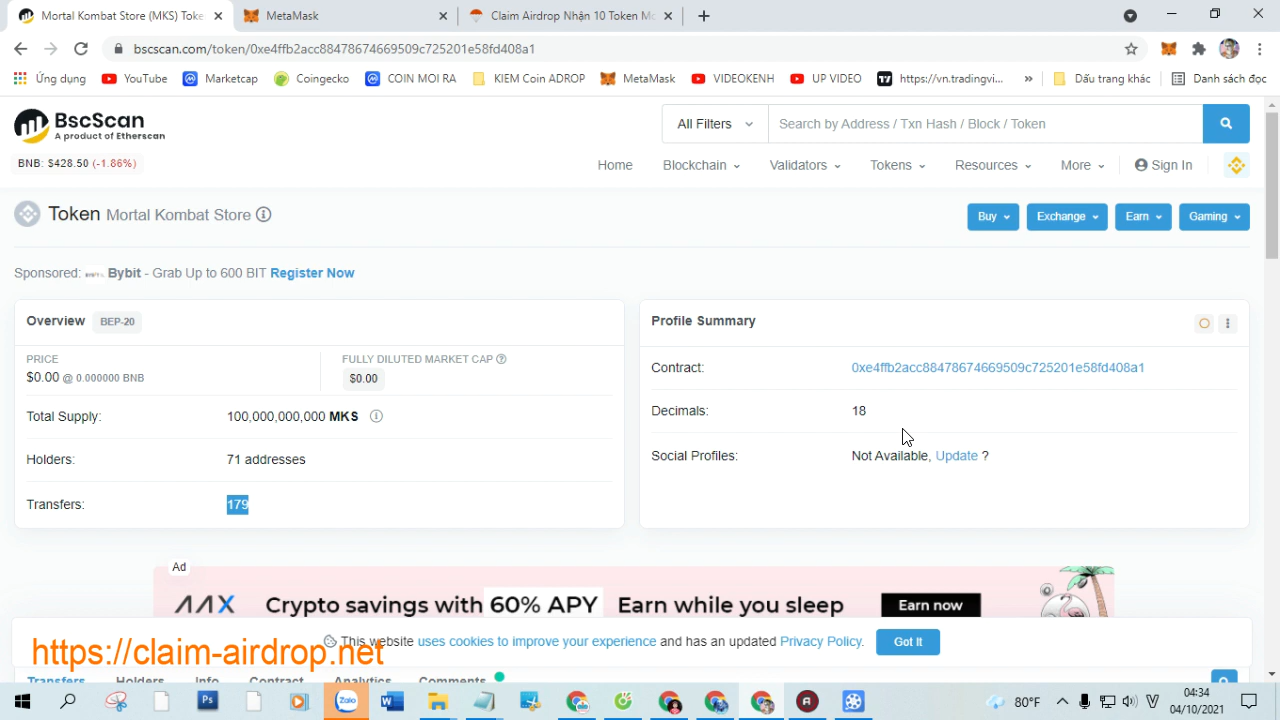 Mortal Kombat Store (MKS) Toke
MetaMask
Claim Airdrop Nhận 10 Token Mo
bscscan.com/token/0xe4ffb2acc88478674669509c725201e58fd408a1
Ứng dụng
YouTube
Marketcap
Coingecko
COIN MOI RA
KIEM Coin ADROP
MetaMask
VIDEOKENH
UP VIDEO
https://vn.tradingvi...
»
Dấu trang khác
Danh sách đọc
BscScan
A product of Etherscan
All Filters
Search by Address / Txn Hash / Block / Token
BNB: $428.50 (-1.86%)
Home
Blockchain
Validators
Tokens
Resources
More
Sign In
Token Mortal Kombat Store
Buy
Exchange
Earn
Gaming
Sponsored: Bybit - Grab Up to 600 BIT Register Now
Overview BEP-20
PRICE
$0.00 @ 0.000000 BNB
FULLY DILUTED MARKET CAP
$0.00
Total Supply: 100,000,000,000 MKS
Holders: 71 addresses
Transfers: 179
Profile Summary
Contract: 0xe4ffb2acc88478674669509c725201e58fd408a1
Decimals: 18
Social Profiles: Not Available, Update ?
Ad
AAX Crypto savings with 60% APY Earn while you sleep Earn now
This website uses cookies to improve your experience and has an updated Privacy Policy. Got It
https://claim-airdrop.net
Transfers
Holders
Info
Contract
Analytics
Comments
Ps
Zalo
80°F
04:34
04/10/2021